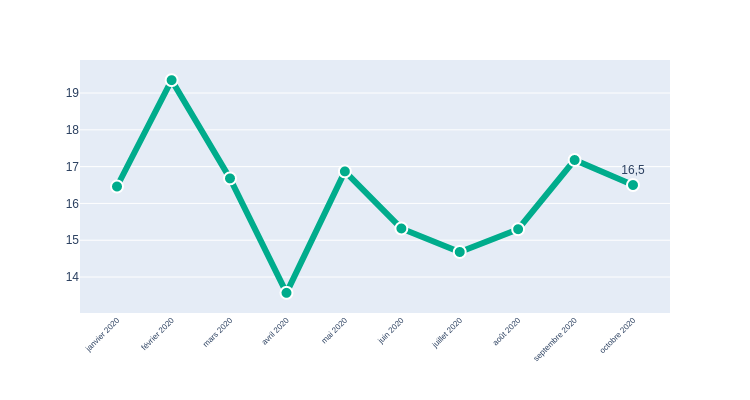 19
18
17
16
15
14
16,5
janvier 2020
février 2020
mars 2020
avril 2020
mai 2020
juin 2020
juillet 2020
août 2020
septembre 2020
octobre 2020